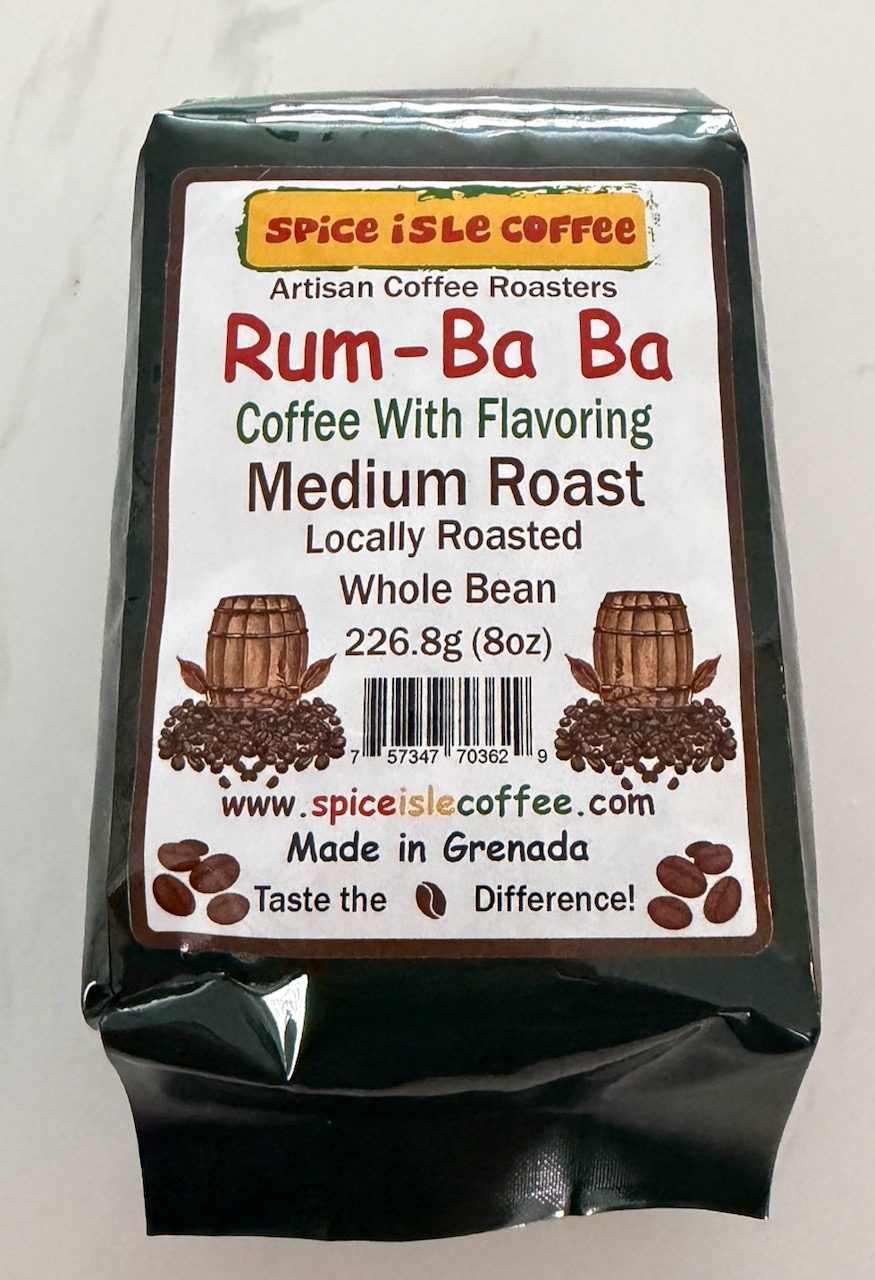 SPiCE iSLE COFFEE
Artisan Coffee Roasters
Rum-Ba Ba
Coffee With Flavoring
Medium Roast
Locally Roasted
Whole Bean
226.8g (8oz)
7 57347 70362 9
www.spiceislecoffee.com
Made in Grenada
Taste the Difference!